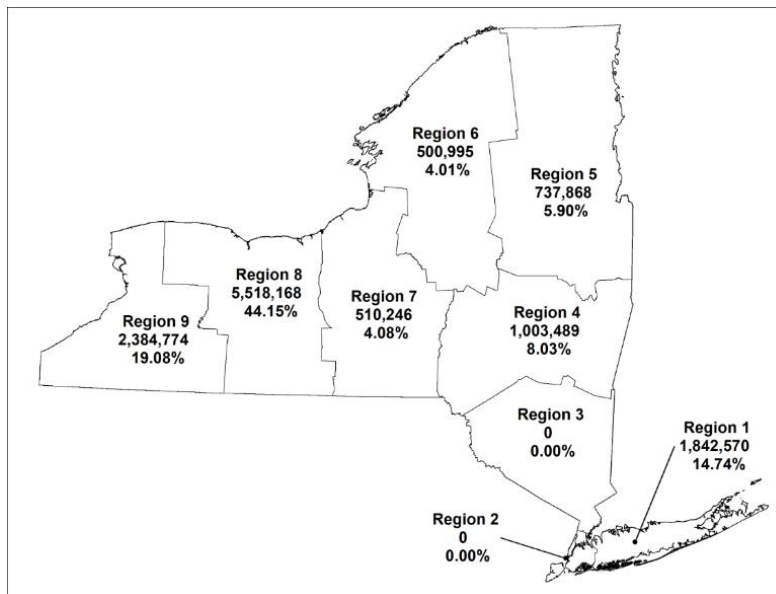 Region 6
500,995
4.01%
Region 5
737,868
5.90%
Region 8
5,518,168
44.15%
Region 7
510,246
4.08%
Region 4
1,003,489
8.03%
Region 9
2,384,774
19.08%
Region 3
0
0.00%
Region 1
1,842,570
14.74%
Region 2
0
0.00%